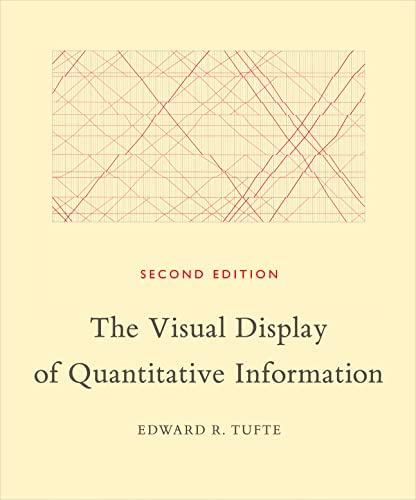 SECOND EDITION
The Visual Display
of Quantitative Information
EDWARD R. TUFTE